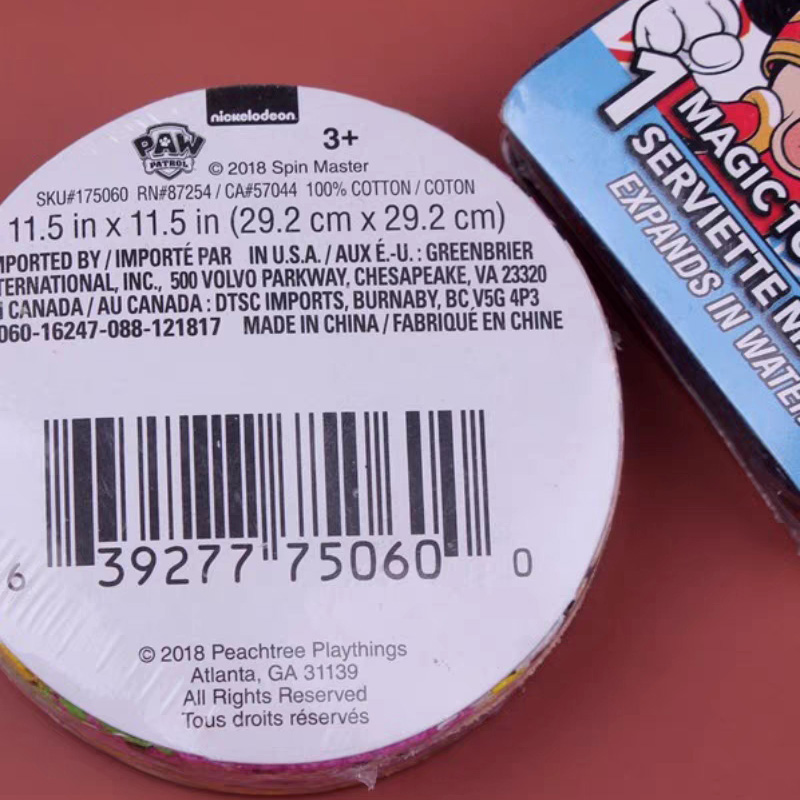 nickelodeon
PAW
PATROL
3+
© 2018 Spin Master
SKU#175060 RN#87254 / CA#57044 100% COTTON / COTON
11.5 in x 11.5 in (29.2 cm x 29.2 cm)
MPORTED BY / IMPORTÉ PAR IN U.S.A. / AUX É.-U. : GREENBRIER
TERNATIONAL, INC., 500 VOLVO PARKWAY, CHESAPEAKE, VA 23320
CANADA / AU CANADA : DTSC IMPORTS, BURNABY, BC V5G 4P3
060-16247-088-121817 MADE IN CHINA / FABRIQUÉ EN CHINE
6 39277 75060 0
© 2018 Peachtree Playthings
Atlanta, GA 31139
All Rights Reserved
Tous droits réservés
1 MAGIC TO
SERVIETTE MA
EXPANDS IN WATER